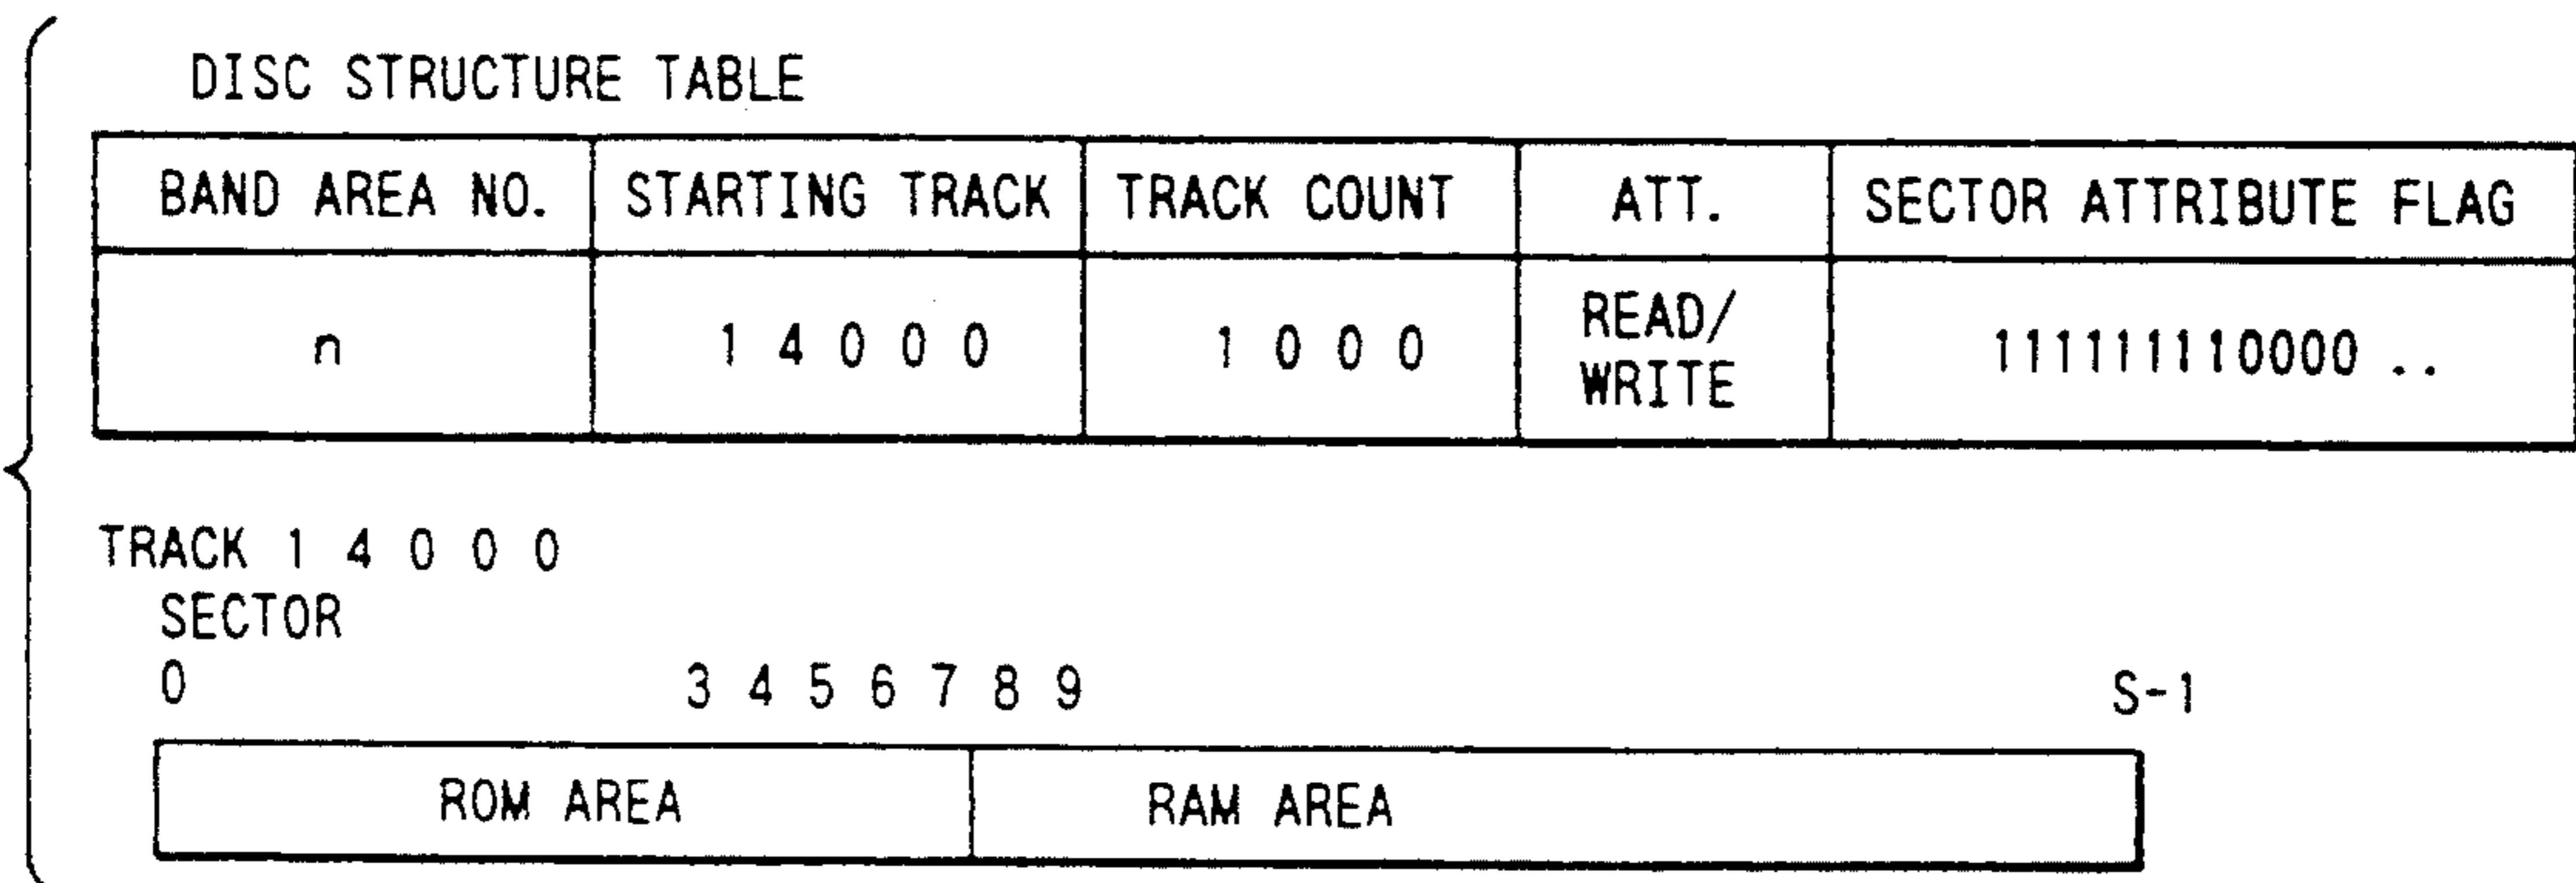 DISC STRUCTURE TABLE
BAND AREA NO. STARTING TRACK TRACK COUNT ATT. SECTOR ATTRIBUTE FLAG
n 1 4 0 0 0 1 0 0 0 READ/ WRITE 111111110000 ..
TRACK 1 4 0 0 0
SECTOR
0 3 4 5 6 7 8 9 S-1
ROM AREA RAM AREA